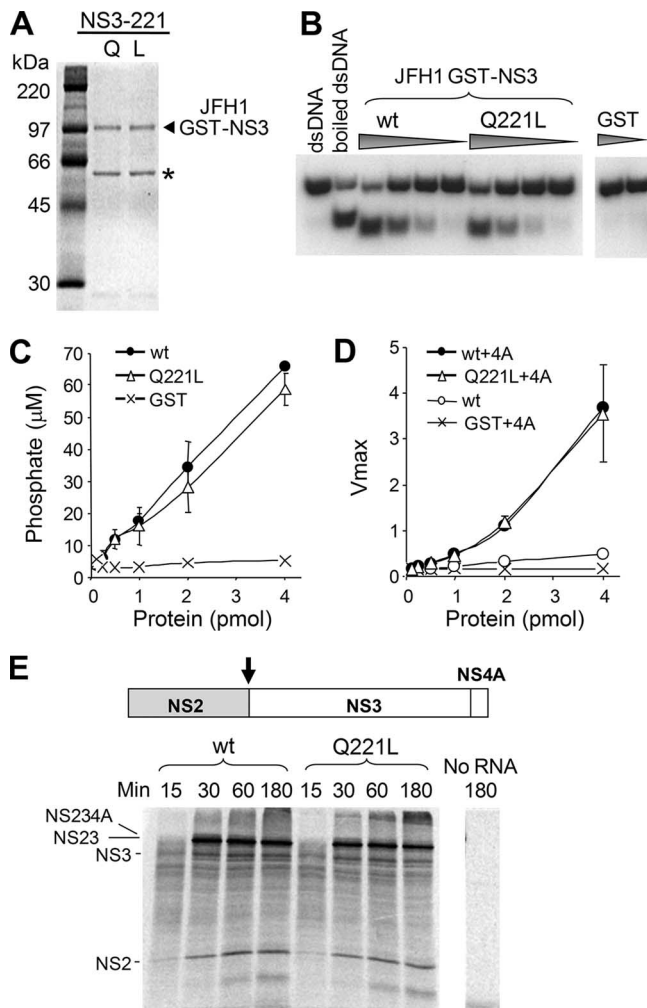 A
NS3-221
Q L
kDa
220
97
66
45
30
JFH1
GST-NS3
*
B
dsDNA
boiled dsDNA
JFH1 GST-NS3
wt
Q221L
GST
C
wt
Q221L
GST
Phosphate (μM)
70
60
50
40
30
20
10
0
0 1 2 3 4
Protein (pmol)
D
wt+4A
Q221L+4A
wt
GST+4A
Vmax
5
4
3
2
1
0
0 1 2 3 4
Protein (pmol)
E
NS4A
NS2 NS3
wt Q221L
No RNA
Min 15 30 60 180 15 30 60 180 180
NS234A
NS23
NS3
NS2